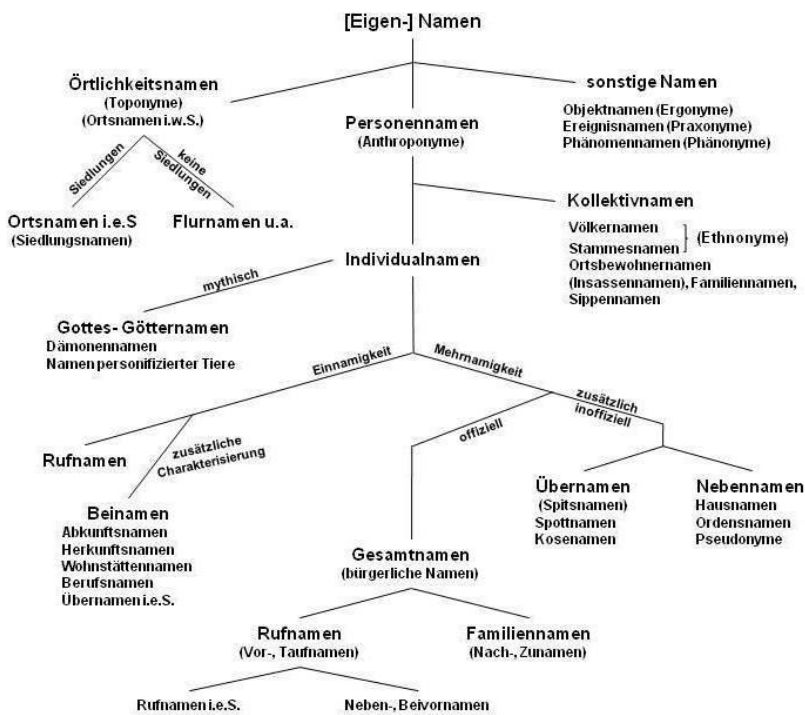 [Eigen-] Namen
Örtlichkeitsnamen
(Toponyme)
(Ortsnamen i.w.S.)
Personennamen
(Anthroponyme)
sonstige Namen
Objektnamen (Ergonyme)
Ereignisnamen (Praxonyme)
Phänomennamen (Phänonyme)
Siedlungen
keine
Siedlungen
Ortsnamen i.e.S
(Siedlungsnamen)
Flurnamen u.a.
Kollektivnamen
Völkernamen
Stammesnamen
(Ethnonyme)
Ortsbewohnernamen
(Insassennamen), Familiennamen,
Sippennamen
Individualnamen
mythisch
Gottes- Götternamen
Dämonennamen
Namen personifizierter Tiere
Einnamigkeit
Mehrnamigkeit
Rufnamen
zusätzliche
Charakterisierung
Beinamen
Abkunftsnamen
Herkunftsnamen
Wohnstättennamen
Berufsnamen
Übernamen i.e.S.
offiziell
zusätzlich
inoffiziell
Übernamen
(Spitsnamen)
Spottnamen
Kosenamen
Nebennamen
Hausnamen
Ordensnamen
Pseudonyme
Gesamtnamen
(bürgerliche Namen)
Rufnamen
(Vor-, Taufnamen)
Familiennamen
(Nach-, Zunamen)
Rufnamen i.e.S.
Neben-, Beivornamen